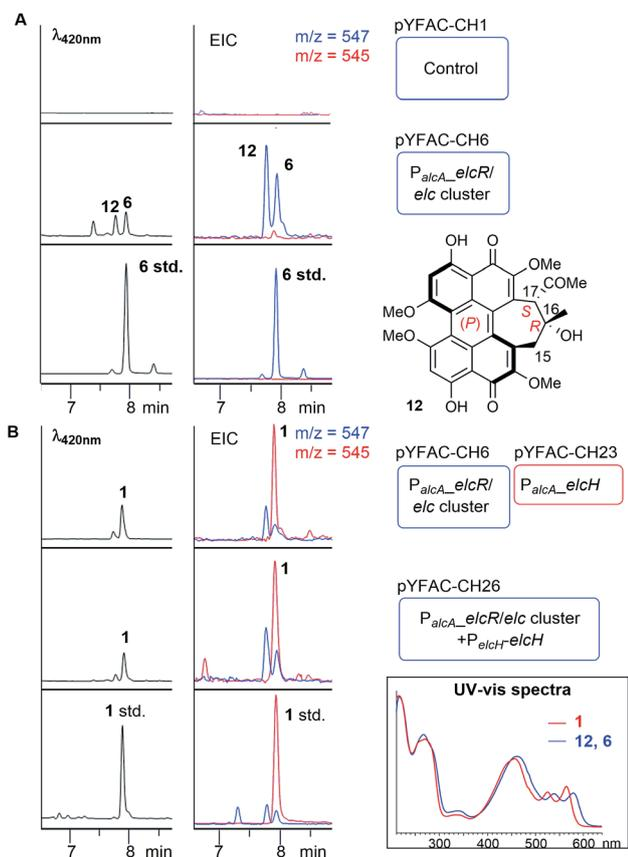 A
λ420nm
EIC
m/z = 547
m/z = 545
12 6
12
6
6 std.
6 std.
7 8 min
7 8 min
pYFAC-CH1
Control
pYFAC-CH6
PalcA_elcR/
elc cluster
OH O
OMe
COMe
17
16
S
R
OH
15
MeO
(P)
MeO
OMe
OH O
12
B
λ420nm
EIC
m/z = 547
m/z = 545
1
1
1
1
1 std.
1 std.
7 8 min
7 8 min
pYFAC-CH6
pYFAC-CH23
PalcA_elcR/
elc cluster
PalcA_elcH
pYFAC-CH26
PalcA_elcR/elc cluster
+PelcH-elcH
UV-vis spectra
1
12, 6
300 400 500 600 nm